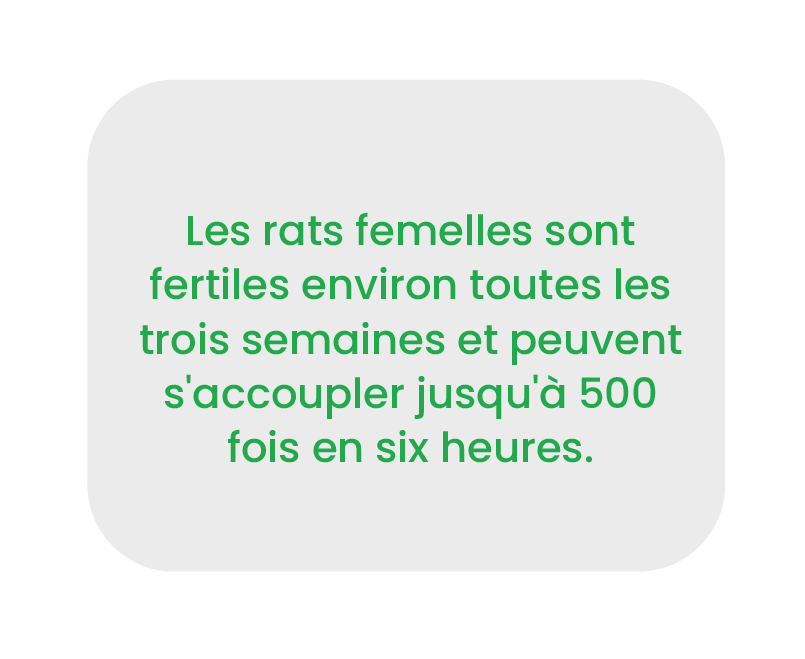 Les rats femelles sont
fertiles environ toutes les
trois semaines et peuvent
s'accoupler jusqu'à 500
fois en six heures.